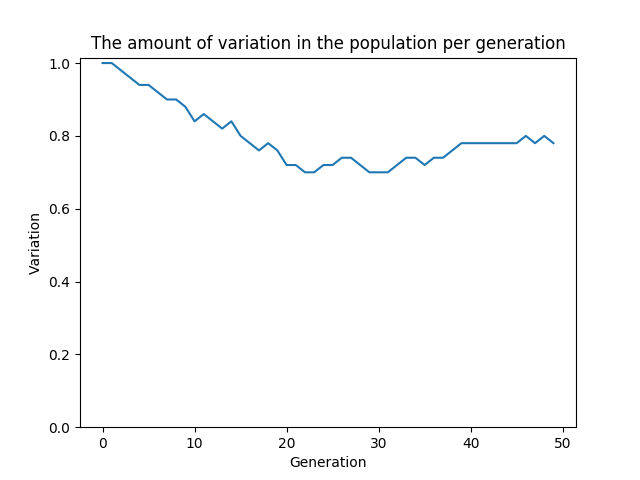 The amount of variation in the population per generation
1.0
0.8
0.6
0.4
0.2
0.0
Variation
0 10 20 30 40 50
Generation